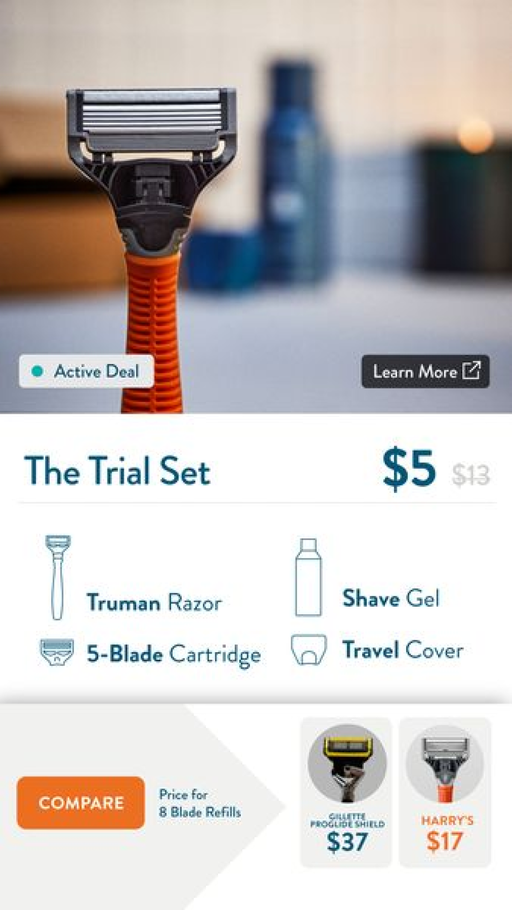 Active Deal
Learn More
The Trial Set
$5 $13
Truman Razor
Shave Gel
5-Blade Cartridge
Travel Cover
COMPARE
Price for
8 Blade Refills
GILLETTE
PROGLIDE SHIELD
$37
HARRY'S
$17